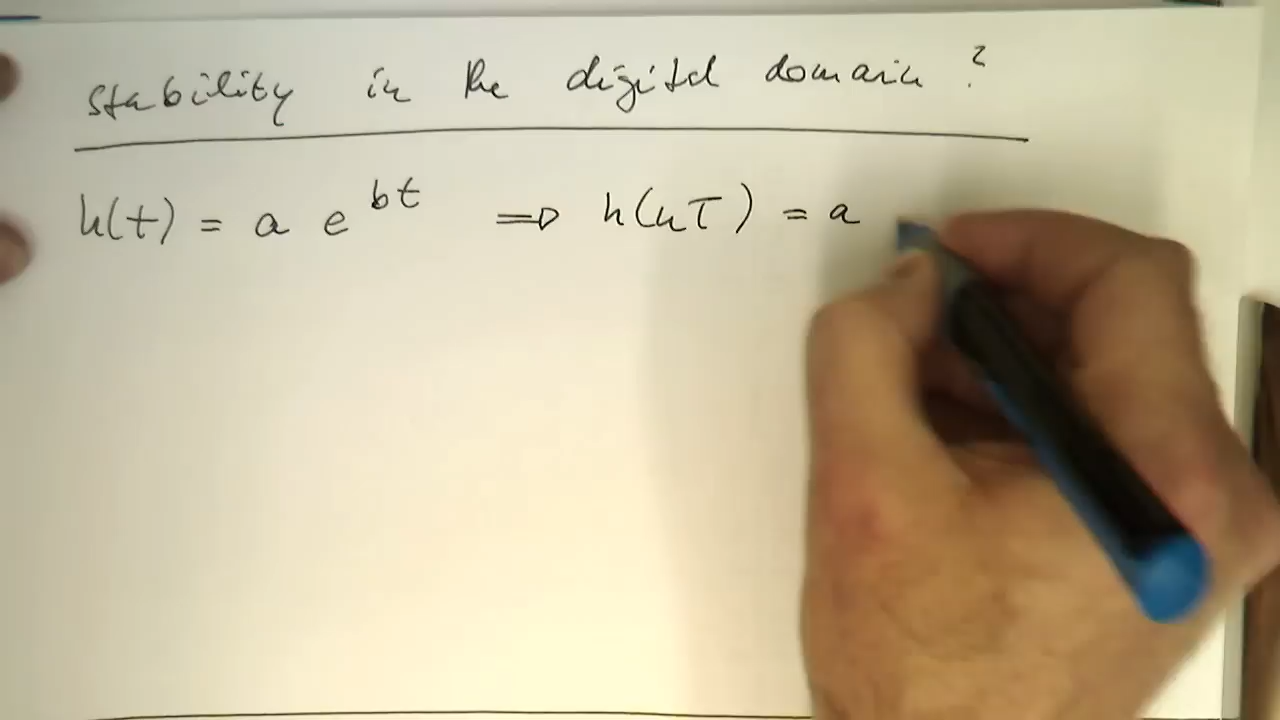 stability in the digital domain ?
h(t) = a e^{bt} ⇒ h(nT) = a